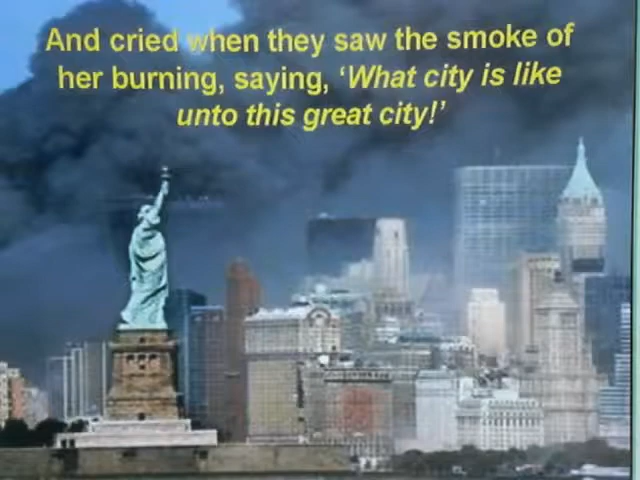 And cried when they saw the smoke of
her burning, saying, ‘What city is like
unto this great city!’